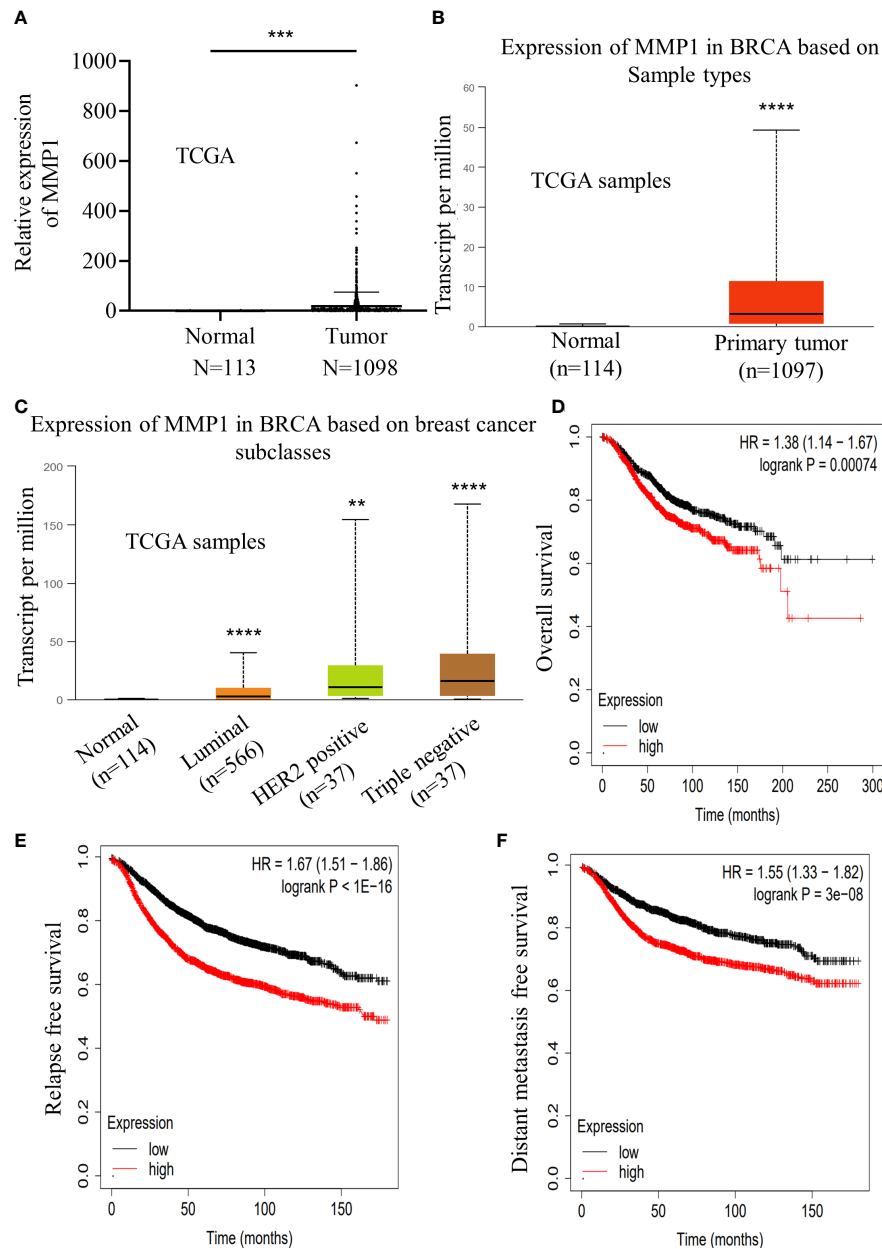 A
***
1000
800
600
400
200
0
Relative expression
of MMP1
TCGA
Normal
Tumor
N=113
N=1098
B
Expression of MMP1 in BRCA based on
Sample types
60
50
40
30
20
10
0
Transcript per million
****
TCGA samples
Normal
(n=114)
Primary tumor
(n=1097)
C
Expression of MMP1 in BRCA based on breast cancer
subclasses
200
150
100
50
0
Transcript per million
TCGA samples
****
**
****
Normal
(n=114)
Luminal
(n=566)
HER2 positive
(n=37)
Triple negative
(n=37)
D
HR = 1.38 (1.14 − 1.67)
logrank P = 0.00074
Overall survival
1.0
0.8
0.6
0.4
0.2
0.0
Expression
low
high
0 50 100 150 200 250 300
Time (months)
E
HR = 1.67 (1.51 − 1.86)
logrank P < 1E−16
Relapse free survival
1.0
0.8
0.6
0.4
0.2
0.0
Expression
low
high
0 50 100 150
Time (months)
F
HR = 1.55 (1.33 − 1.82)
logrank P = 3e−08
Distant metastasis free survival
1.0
0.8
0.6
0.4
0.2
0.0
Expression
low
high
0 50 100 150
Time (months)